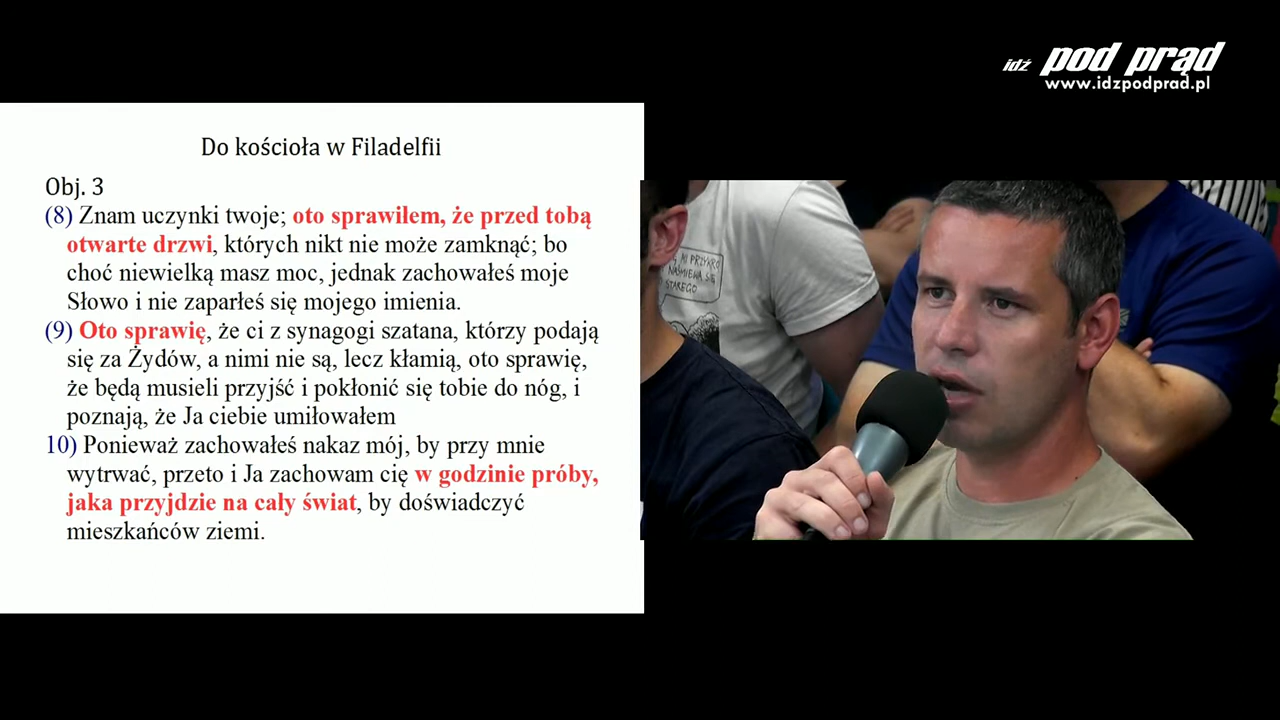 idź pod prąd
www.idzpodprad.pl
Do kościoła w Filadelfii
Obj. 3
(8) Znam uczynki twoje; oto sprawiłem, że przed tobą
otwarte drzwi, których nikt nie może zamknąć; bo
choć niewielką masz moc, jednak zachowałeś moje
Słowo i nie zaparłeś się mojego imienia.
(9) Oto sprawię, że ci z synagogi szatana, którzy podają
się za Żydów, a nimi nie są, lecz kłamią, oto sprawię,
że będą musieli przyjść i pokłonić się tobie do nóg, i
poznają, że Ja ciebie umiłowałem
10) Ponieważ zachowałeś nakaz mój, by przy mnie
wytrwać, przeto i Ja zachowam cię w godzinie próby,
jaka przyjdzie na cały świat, by doświadczyć
mieszkańców ziemi.
MI PRZYKRO
NAŚMIEWA SIĘ
STAREGO